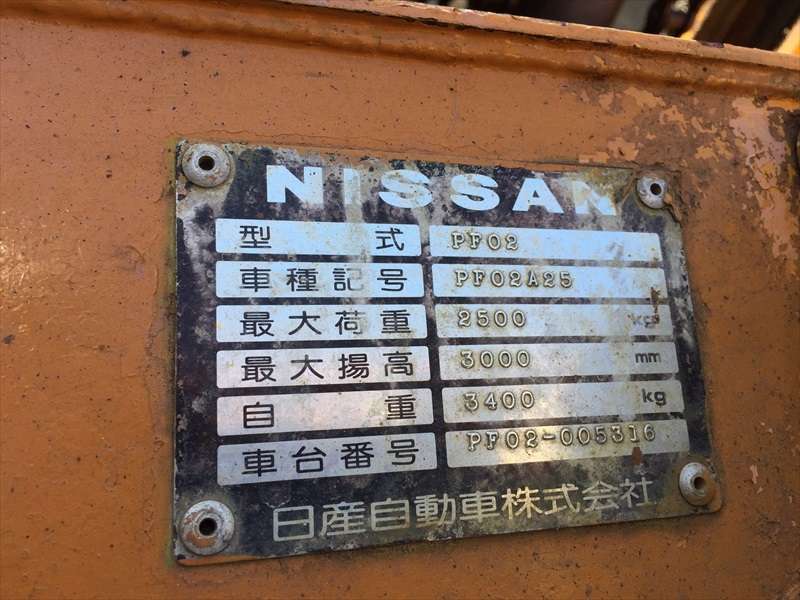 NISSAN
型式 PF02
車種記号 PF02A25
最大荷重 2500 kg
最大揚高 3000 mm
自重 3400 kg
車台番号 PF02-005316
日産自動車株式会社